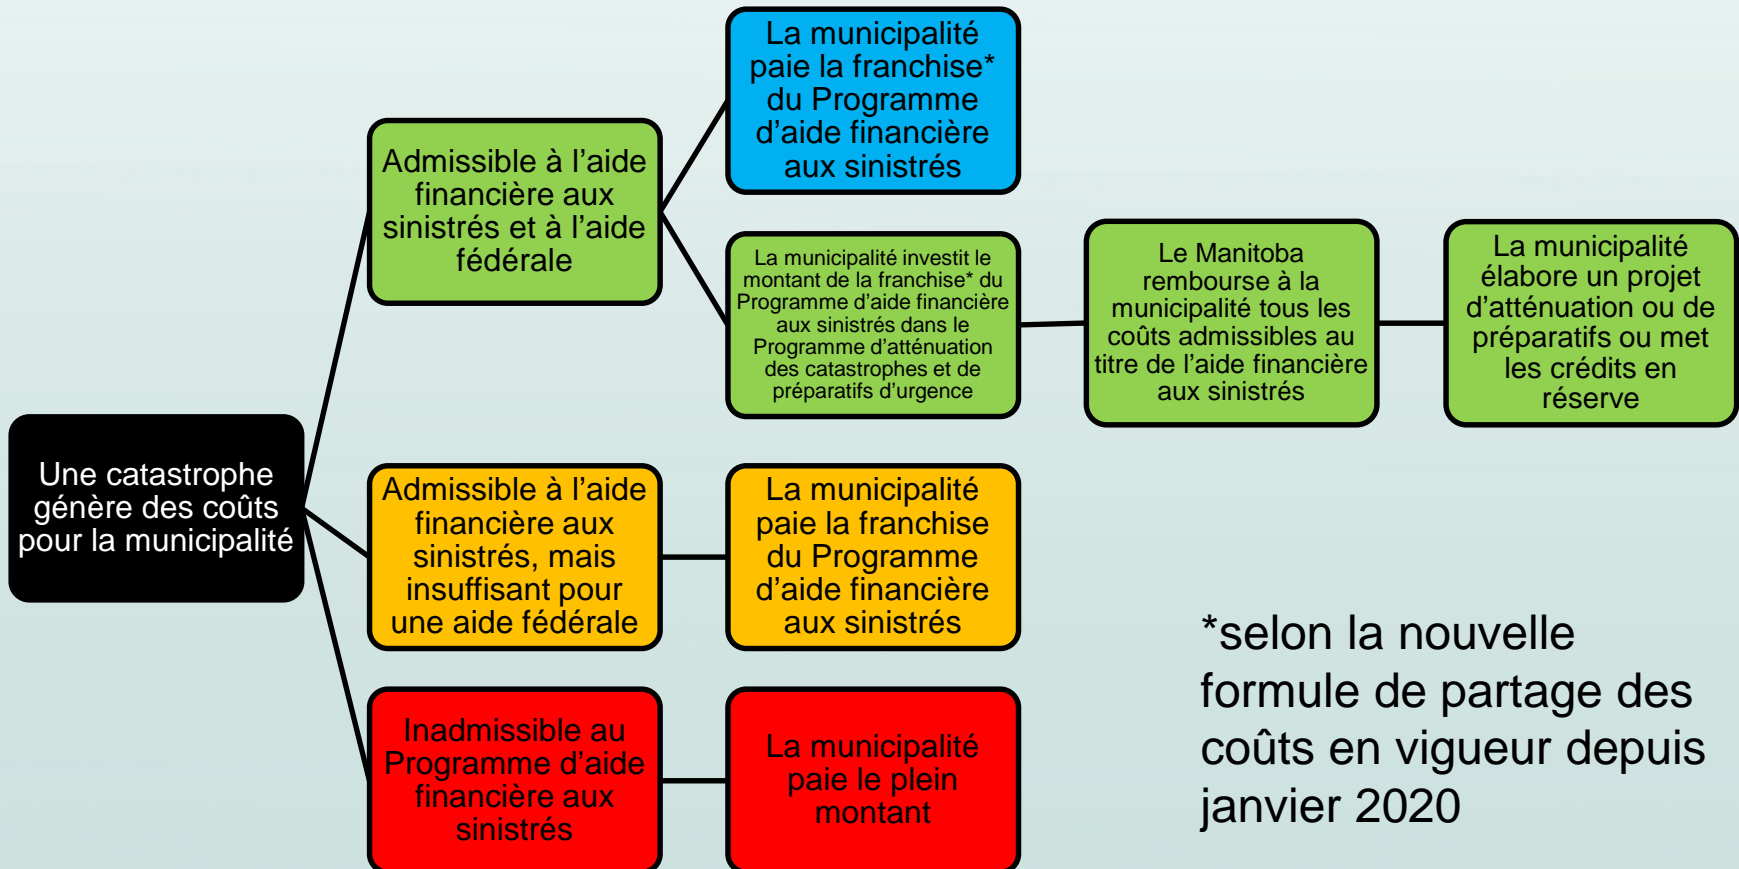 La municipalité
paie la franchise*
du Programme
d’aide financière
aux sinistrés
Admissible à l’aide
financière aux
sinistrés et à l’aide
fédérale
La municipalité investit le
montant de la franchise* du
Programme d’aide financière
aux sinistrés dans le
Programme d’atténuation
des catastrophes et de
préparatifs d’urgence
Le Manitoba
rembourse à la
municipalité tous les
coûts admissibles au
titre de l’aide financière
aux sinistrés
La municipalité
élabore un projet
d’atténuation ou de
préparatifs ou met
les crédits en
réserve
Une catastrophe
génère des coûts
pour la municipalité
Admissible à l’aide
financière aux
sinistrés, mais
insuffisant pour
une aide fédérale
La municipalité
paie la franchise
du Programme
d’aide financière
aux sinistrés
Inadmissible au
Programme d’aide
financière aux
sinistrés
La municipalité
paie le plein
montant
*selon la nouvelle
formule de partage des
coûts en vigueur depuis
janvier 2020